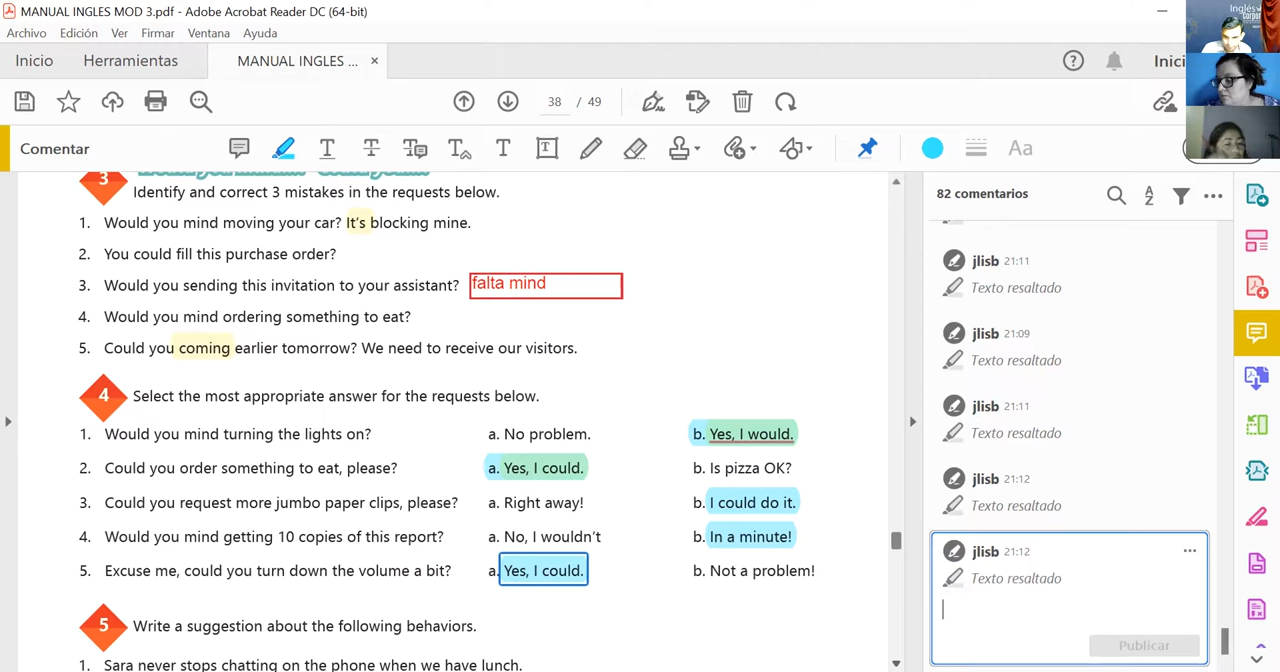 MANUAL INGLES MOD 3.pdf - Adobe Acrobat Reader DC (64-bit)
Archivo Edición Ver Firmar Ventana Ayuda
Inicio Herramientas MANUAL INGLES ... × Inici
38 / 49
Comentar Aa
3
Identify and correct 3 mistakes in the requests below.
1. Would you mind moving your car? It's blocking mine.
2. You could fill this purchase order?
3. Would you sending this invitation to your assistant? falta mind
4. Would you mind ordering something to eat?
5. Could you coming earlier tomorrow? We need to receive our visitors.
4 Select the most appropriate answer for the requests below.
1. Would you mind turning the lights on? a. No problem. b. Yes, I would.
2. Could you order something to eat, please? a. Yes, I could. b. Is pizza OK?
3. Could you request more jumbo paper clips, please? a. Right away! b. I could do it.
4. Would you mind getting 10 copies of this report? a. No, I wouldn't b. In a minute!
5. Excuse me, could you turn down the volume a bit? a. Yes, I could. b. Not a problem!
5 Write a suggestion about the following behaviors.
1. Sara never stops chatting on the phone when we have lunch.
82 comentarios
jlisb 21:11
Texto resaltado
jlisb 21:09
Texto resaltado
jlisb 21:11
Texto resaltado
jlisb 21:12
Texto resaltado
jlisb 21:12
Texto resaltado
Publicar
Inglés